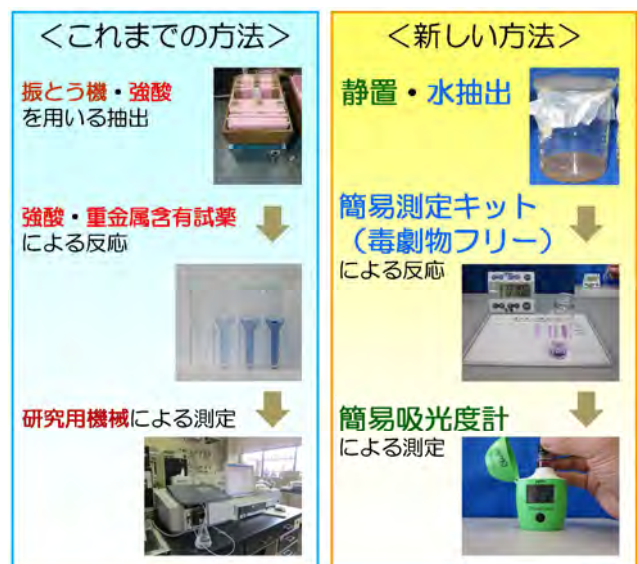 ＜これまでの方法＞
振とう機・強酸
を用いる抽出
強酸・重金属含有試薬
による反応
研究用機械による測定
＜新しい方法＞
静置・水抽出
簡易測定キット
（毒劇物フリー）
による反応
簡易吸光度計
による測定